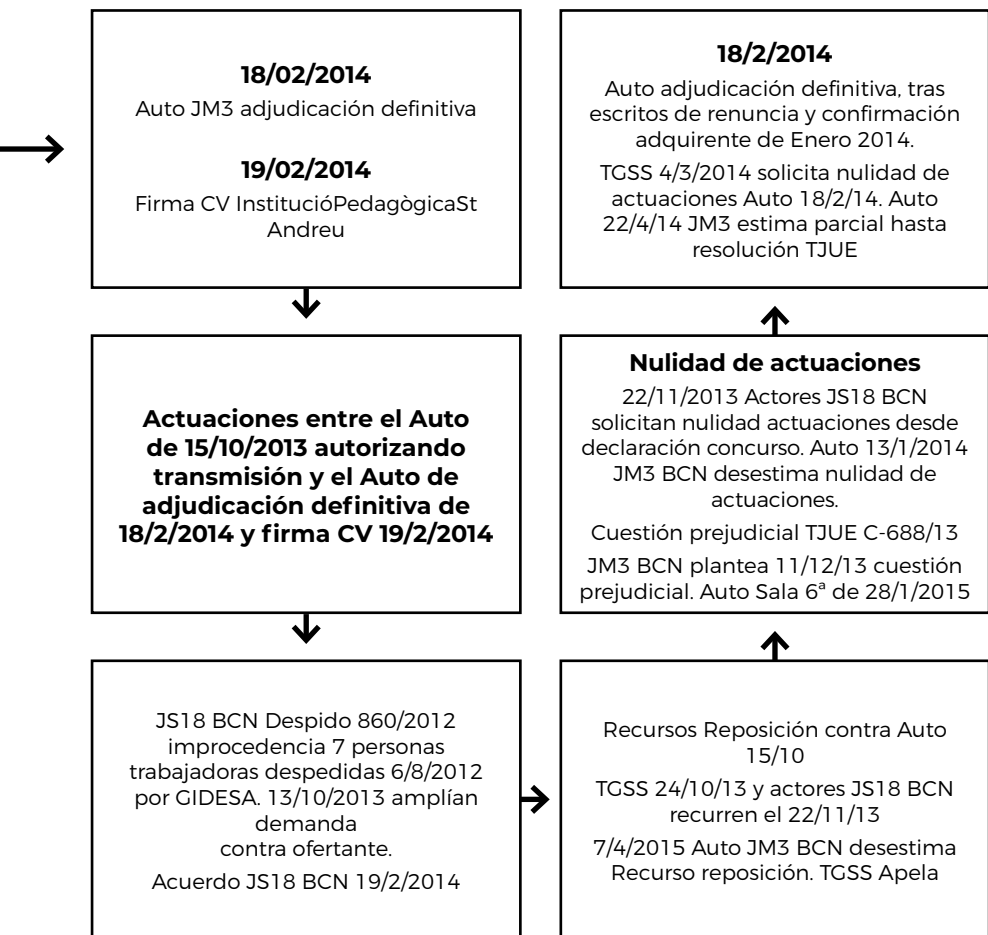 18/02/2014
Auto JM3 adjudicación definitiva
19/02/2014
Firma CV InstitucióPedagògicaSt
Andreu
Actuaciones entre el Auto
de 15/10/2013 autorizando
transmisión y el Auto de
adjudicación definitiva de
18/2/2014 y firma CV 19/2/2014
JS18 BCN Despido 860/2012
improcedencia 7 personas
trabajadoras despedidas 6/8/2012
por GIDESA. 13/10/2013 amplían
demanda
contra ofertante.
Acuerdo JS18 BCN 19/2/2014
Recursos Reposición contra Auto
15/10
TGSS 24/10/13 y actores JS18 BCN
recurren el 22/11/13
7/4/2015 Auto JM3 BCN desestima
Recurso reposición. TGSS Apela
Nulidad de actuaciones
22/11/2013 Actores JS18 BCN
solicitan nulidad actuaciones desde
declaración concurso. Auto 13/1/2014
JM3 BCN desestima nulidad de
actuaciones.
Cuestión prejudicial TJUE C-688/13
JM3 BCN plantea 11/12/13 cuestión
prejudicial. Auto Sala 6ª de 28/1/2015
18/2/2014
Auto adjudicación definitiva, tras
escritos de renuncia y confirmación
adquirente de Enero 2014.
TGSS 4/3/2014 solicita nulidad de
actuaciones Auto 18/2/14. Auto
22/4/14 JM3 estima parcial hasta
resolución TJUE